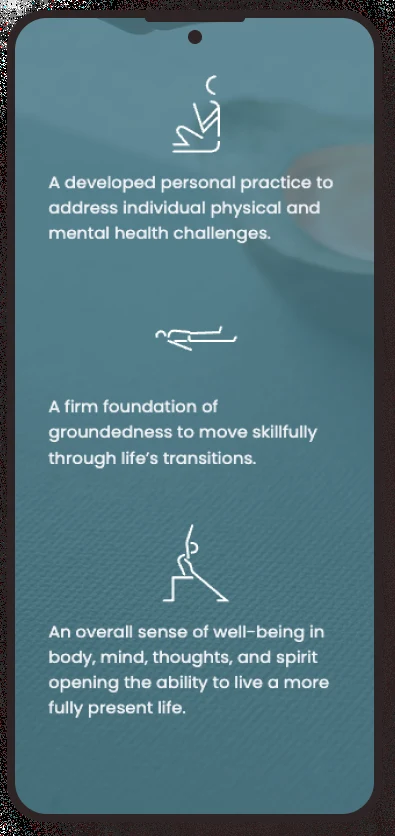 A developed personal practice to
address individual physical and
mental health challenges.
A firm foundation of
groundedness to move skillfully
through life’s transitions.
An overall sense of well-being in
body, mind, thoughts, and spirit
opening the ability to live a more
fully present life.